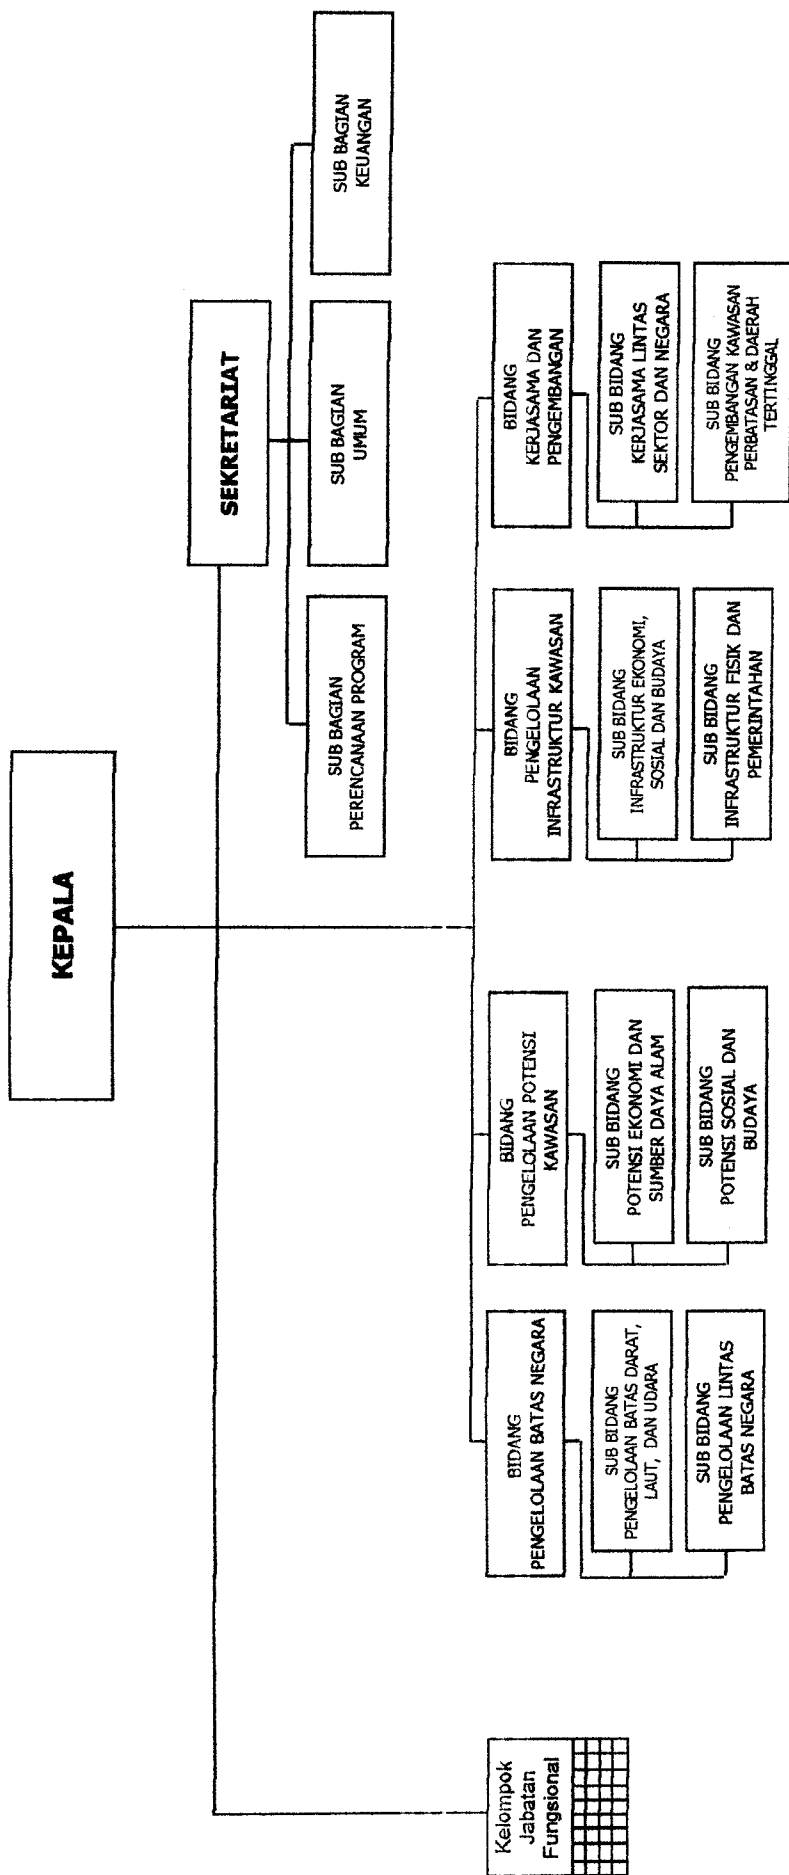 KEPALA
SEKRETARIAT
SUB BAGIAN
PERENCANAAN PROGRAM
SUB BAGIAN
UMUM
SUB BAGIAN
KEUANGAN
Kelompok
Jabatan
Fungsional
BIDANG
PENGELOLAAN BATAS NEGARA
SUB BIDANG
PENGELOLAAN BATAS DARAT,
LAUT, DAN UDARA
SUB BIDANG
PENGELOLAAN LINTAS
BATAS NEGARA
BIDANG
PENGELOLAAN POTENSI
KAWASAN
SUB BIDANG
POTENSI EKONOMI DAN
SUMBER DAYA ALAM
SUB BIDANG
POTENSI SOSIAL DAN
BUDAYA
BIDANG
PENGELOLAAN
INFRASTRUKTUR KAWASAN
SUB BIDANG
INFRASTRUKTUR EKONOMI,
SOSIAL DAN BUDAYA
SUB BIDANG
INFRASTRUKTUR FISIK DAN
PEMERINTAHAN
BIDANG
KERJASAMA DAN
PENGEMBANGAN
SUB BIDANG
KERJASAMA LINTAS
SEKTOR DAN NEGARA
SUB BIDANG
PENGEMBANGAN KAWASAN
PERBATASAN & DAERAH
TERTINGGAL